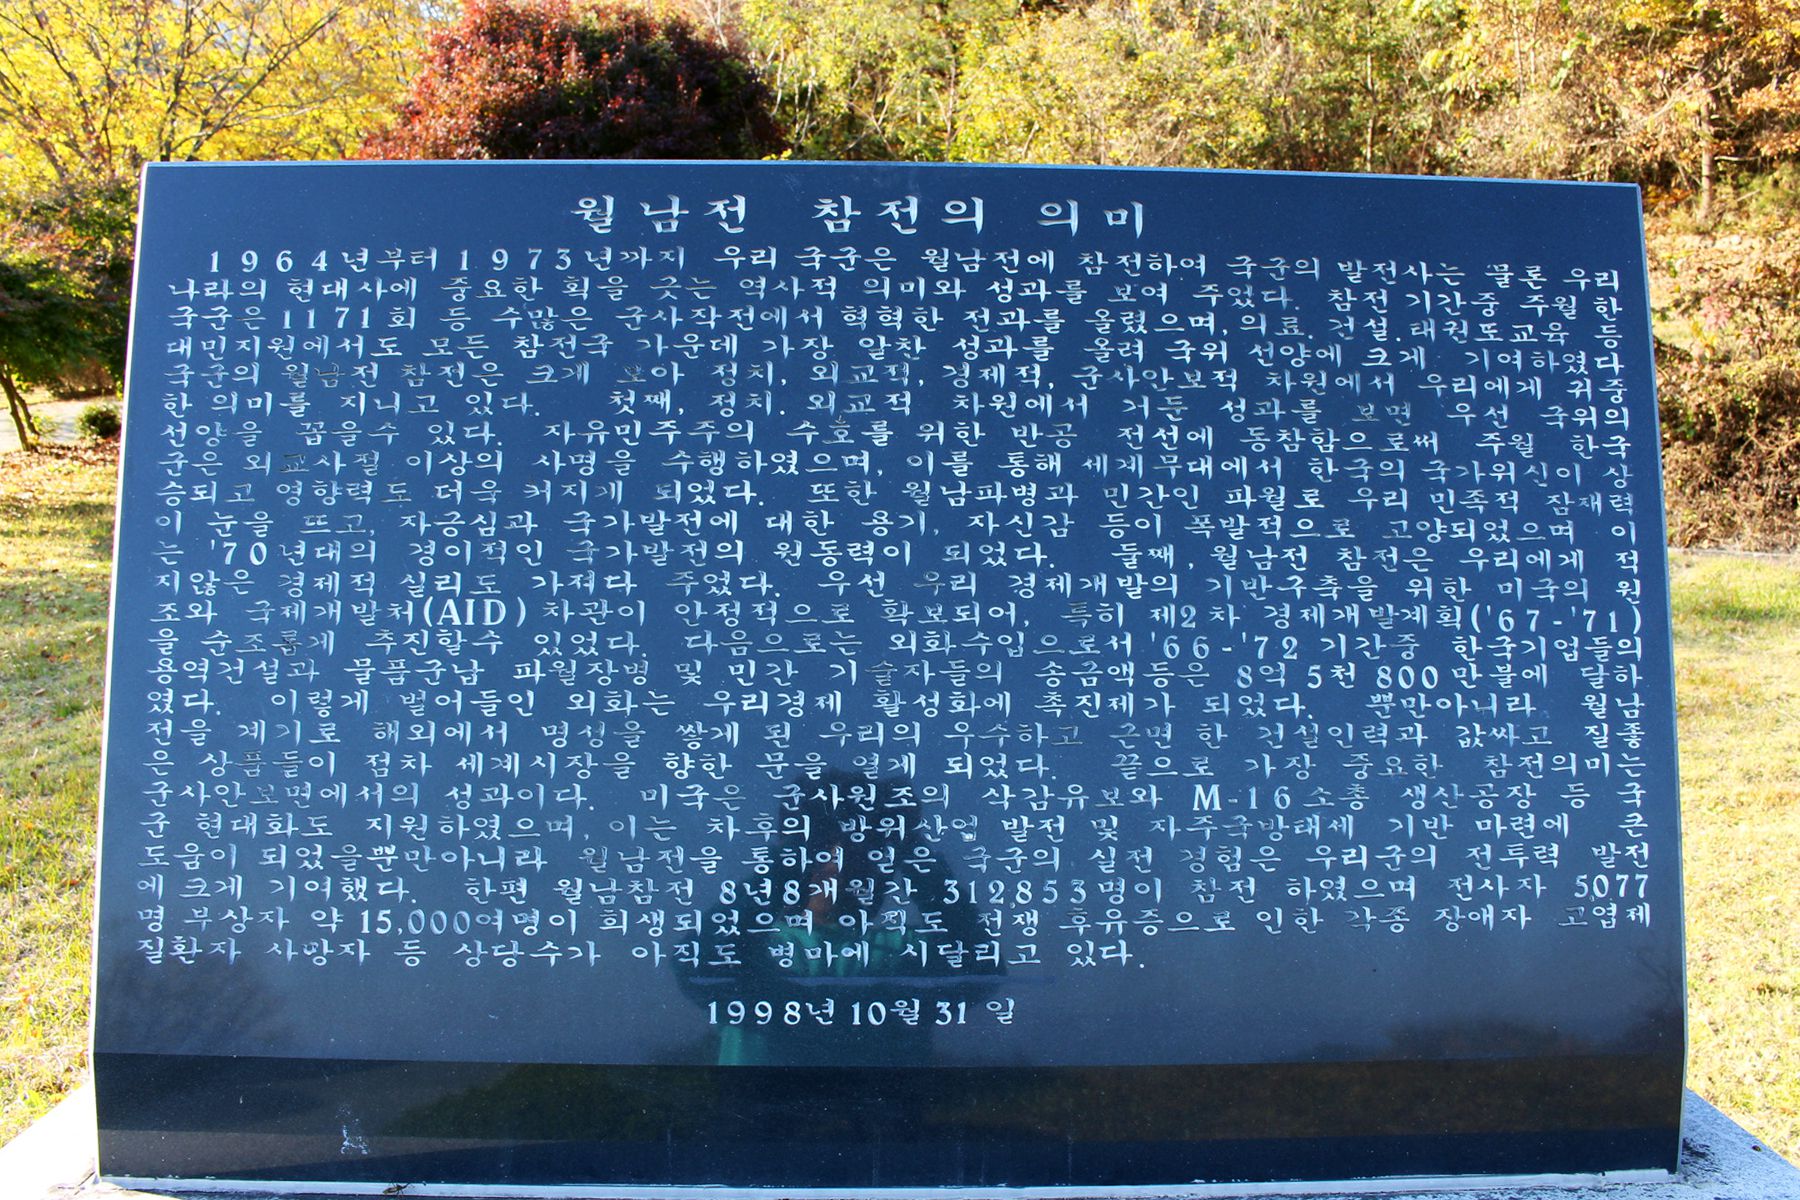 월남전 참전의 의미
1964년부터 1973년까지 우리 국군은 월남전에 참전하여 국군의 발전사는 물론 우리
나라의 현대사에 중요한 획을 긋는 역사적 의미와 성과를 보여 주었다. 참전 기간중 주월 한
국군은 1171회 등 수많은 군사작전에서 혁혁한 전과를 올렸으며, 의료. 건설. 태권도교육 등
대민지원에서도 모든 참전국 가운데 가장 알찬 성과를 올려 국위 선양에 크게 기여하였다
국군의 월남전 참전은 크게 보아 정치, 외교적, 경제적, 군사안보적 차원에서 우리에게 귀중
한 의미를 지니고 있다. 첫째, 정치. 외교적 차원에서 거둔 성과를 보면 우선 국위의
선양을 꼽을수 있다. 자유민주주의 수호를 위한 반공 전선에 동참함으로써 주월 한국
군은 외교사절 이상의 사명을 수행하였으며, 이를 통해 세계무대에서 한국의 국가위신이 상
승되고 영향력도 더욱 커지게 되었다. 또한 월남파병과 민간인 파월로 우리 민족적 잠재력
이 눈을 뜨고, 자긍심과 국가발전에 대한 용기, 자신감 등이 폭발적으로 고양되었으며 이
는 '70년대의 경이적인 국가발전의 원동력이 되었다. 둘째, 월남전 참전은 우리에게 적
지않은 경제적 실리도 가져다 주었다. 우선 우리 경제개발의 기반구축을 위한 미국의 원
조와 국제개발처(AID) 차관이 안정적으로 확보되어, 특히 제2차 경제개발계획('67-'71)
을 순조롭게 추진할수 있었다. 다음으로는 외화수입으로서 '66-'72 기간중 한국기업들의
용역건설과 물품군납 파월장병 및 민간 기술자들의 송금액등은 8억 5천 800만불에 달하
였다. 이렇게 벌어들인 외화는 우리경제 활성화에 촉진제가 되었다. 뿐만아니라 월남
전을 계기로 해외에서 명성을 쌓게 된 우리의 우수하고 근면 한 건설인력과 값싸고 질좋
은 상품들이 점차 세계시장을 향한 문을 열게 되었다. 끝으로 가장 중요한 참전의미는
군사안보면에서의 성과이다. 미국은 군사원조의 삭감유보와 M-16소총 생산공장 등 국
군 현대화도 지원하였으며, 이는 차후의 방위산업 발전 및 자주국방태세 기반 마련에 큰
도움이 되었을뿐만아니라 월남전을 통하여 얻은 국군의 실전 경험은 우리군의 전투력 발전
에 크게 기여했다. 한편 월남참전 8년8개월간 312,853명이 참전 하였으며 전사자 5077
명 부상자 약 15,000여명이 희생되었으며 아직도 전쟁 후유증으로 인한 각종 장애자 고엽제
질환자 사망자 등 상당수가 아직도 병마에 시달리고 있다.
1998년 10월 31일